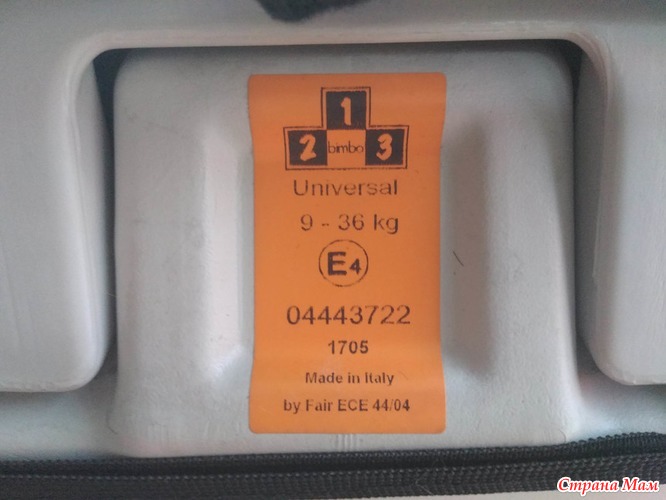 1
2 bimbo 3
Universal
9 - 36 kg
E4
04443722
1705
Made in Italy
by Fair ECE 44/04
Страна Мам